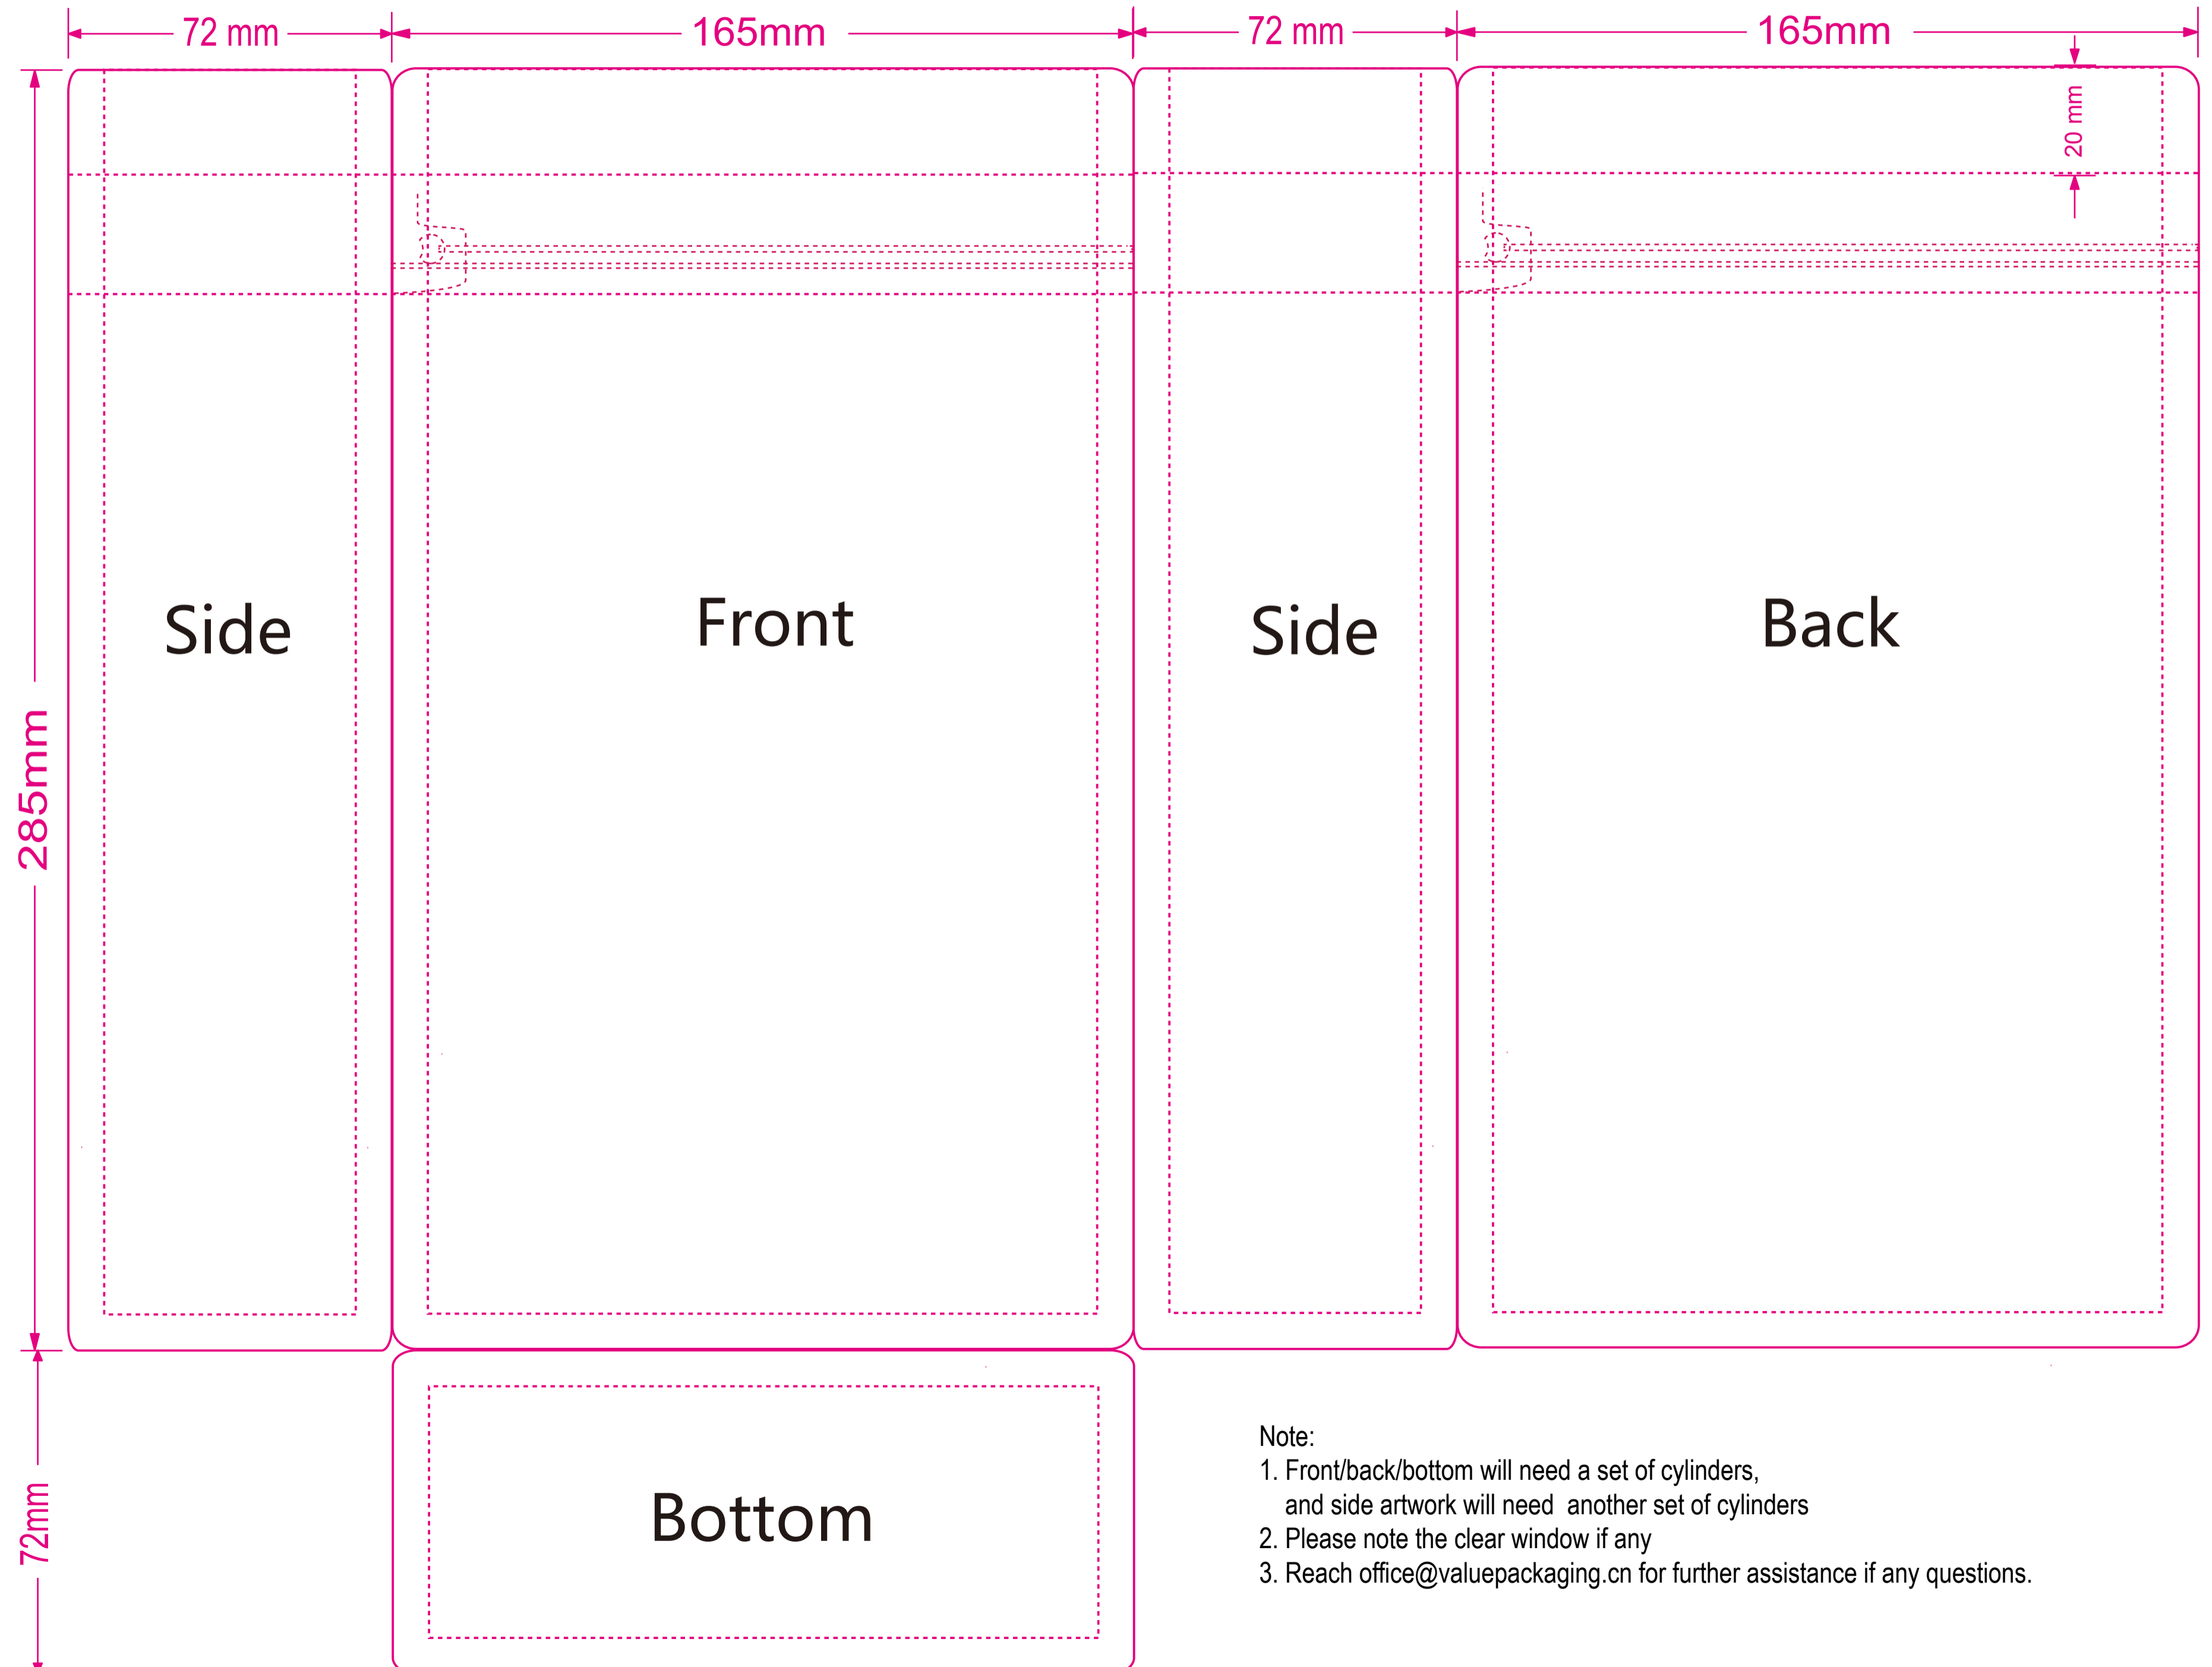 72 mm
165mm
72 mm
165mm
20 mm
285mm
Side
Front
Side
Back
72mm
Bottom
Note:
1. Front/back/bottom will need a set of cylinders,
and side artwork will need  another set of cylinders
2. Please note the clear window if any
3. Reach office@valuepackaging.cn for further assistance if any questions.